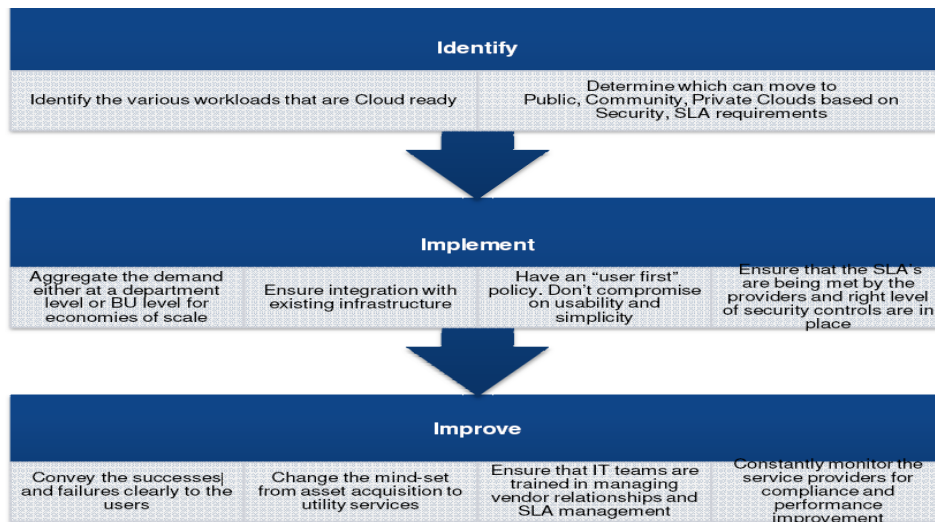 Identify
Identify the various workloads that are Cloud ready
Determine which can move to
Public, Community, Private Clouds based on
Security, SLA requirements
Implement
Aggregate the demand
either at a department
level or BU level for
economies of scale
Ensure integration with
existing infrastructure
Have an “user first”
policy. Don’t compromise
on usability and
simplicity
Ensure that the SLA’s
are being met by the
providers and right level
of security controls are in
place
Improve
Convey the successes|
and failures clearly to the
users
Change the mind-set
from asset acquisition to
utility services
Ensure that IT teams are
trained in managing
vendor relationships and
SLA management
Constantly monitor the
service providers for
compliance and
performance
improvement